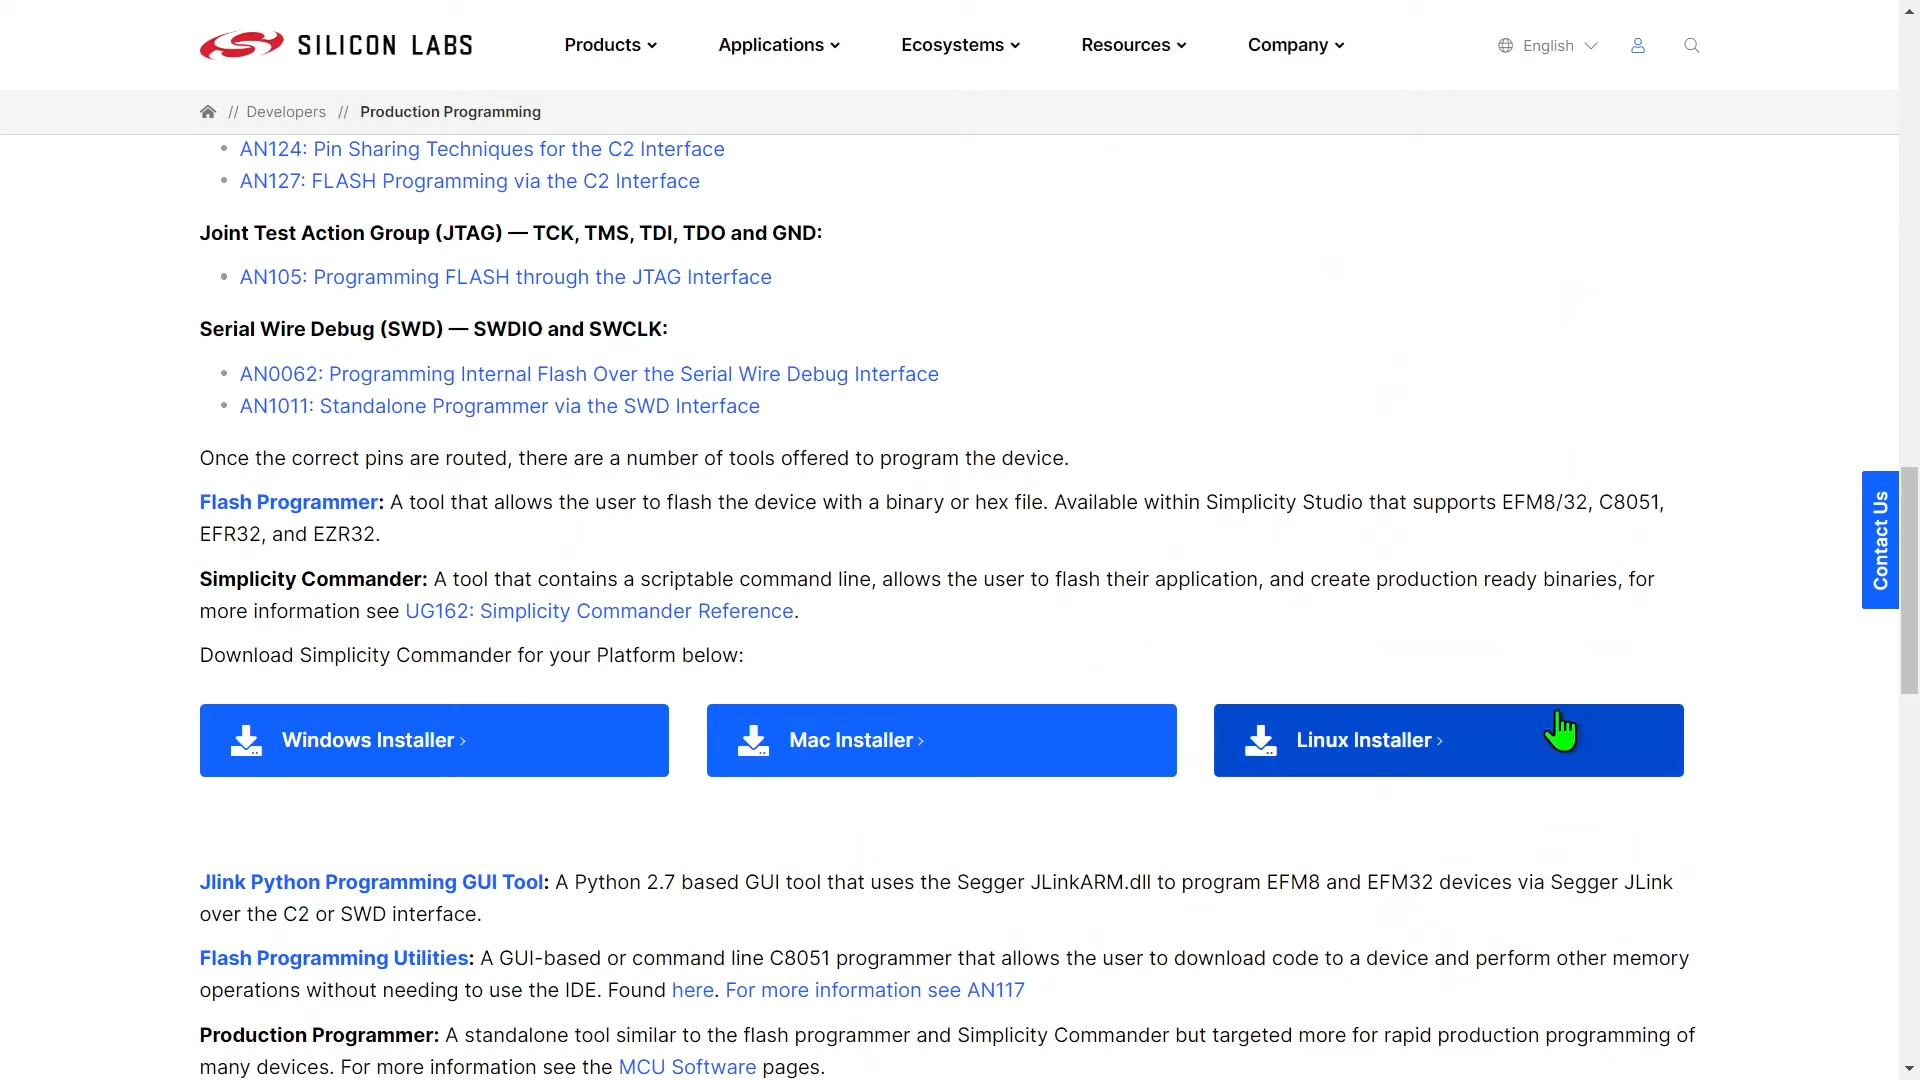 SILICON LABS
Products
Applications
Ecosystems
Resources
Company
English
// Developers // Production Programming
• AN124: Pin Sharing Techniques for the C2 Interface
• AN127: FLASH Programming via the C2 Interface
Joint Test Action Group (JTAG) — TCK, TMS, TDI, TDO and GND:
• AN105: Programming FLASH through the JTAG Interface
Serial Wire Debug (SWD) — SWDIO and SWCLK:
• AN0062: Programming Internal Flash Over the Serial Wire Debug Interface
• AN1011: Standalone Programmer via the SWD Interface
Once the correct pins are routed, there are a number of tools offered to program the device.
Flash Programmer: A tool that allows the user to flash the device with a binary or hex file. Available within Simplicity Studio that supports EFM8/32, C8051,
EFR32, and EZR32.
Simplicity Commander: A tool that contains a scriptable command line, allows the user to flash their application, and create production ready binaries, for
more information see UG162: Simplicity Commander Reference.
Download Simplicity Commander for your Platform below:
Windows Installer ›
Mac Installer ›
Linux Installer ›
Jlink Python Programming GUI Tool: A Python 2.7 based GUI tool that uses the Segger JLinkARM.dll to program EFM8 and EFM32 devices via Segger JLink
over the C2 or SWD interface.
Flash Programming Utilities: A GUI-based or command line C8051 programmer that allows the user to download code to a device and perform other memory
operations without needing to use the IDE. Found here. For more information see AN117
Production Programmer: A standalone tool similar to the flash programmer and Simplicity Commander but targeted more for rapid production programming of
many devices. For more information see the MCU Software pages.
Contact Us